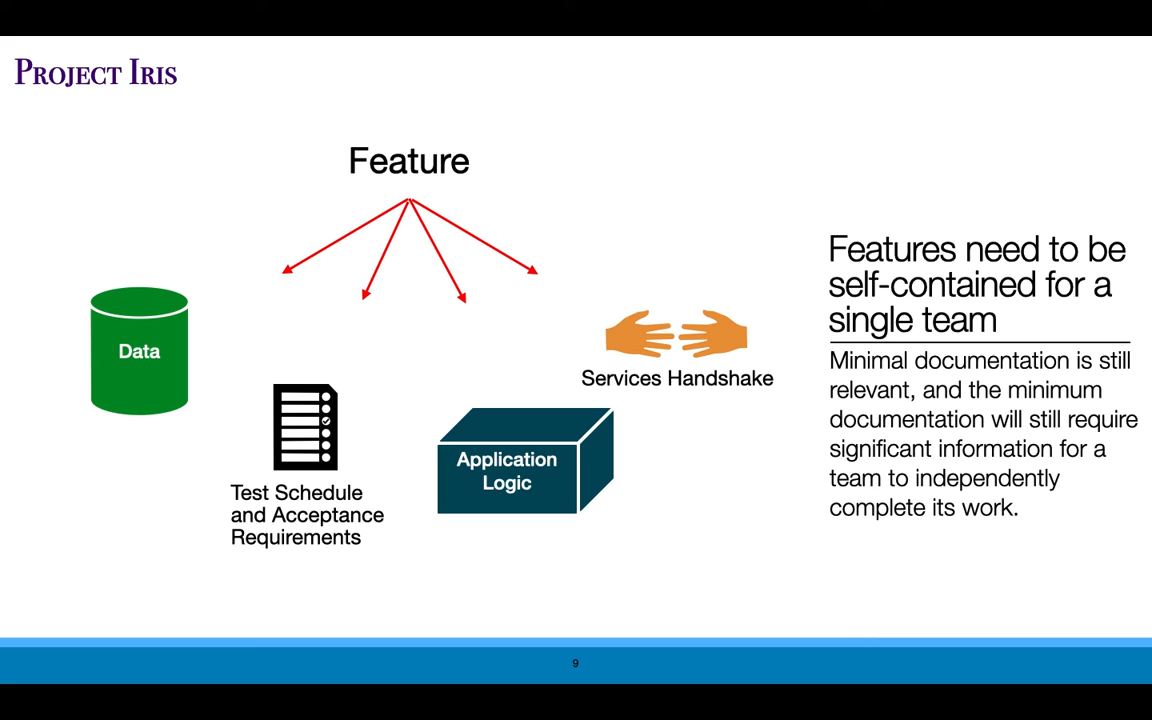 PROJECT IRIS
Feature
Data
Test Schedule
and Acceptance
Requirements
Application
Logic
Services Handshake
Features need to be
self-contained for a
single team
Minimal documentation is still
relevant, and the minimum
documentation will still require
significant information for a
team to independently
complete its work.
9